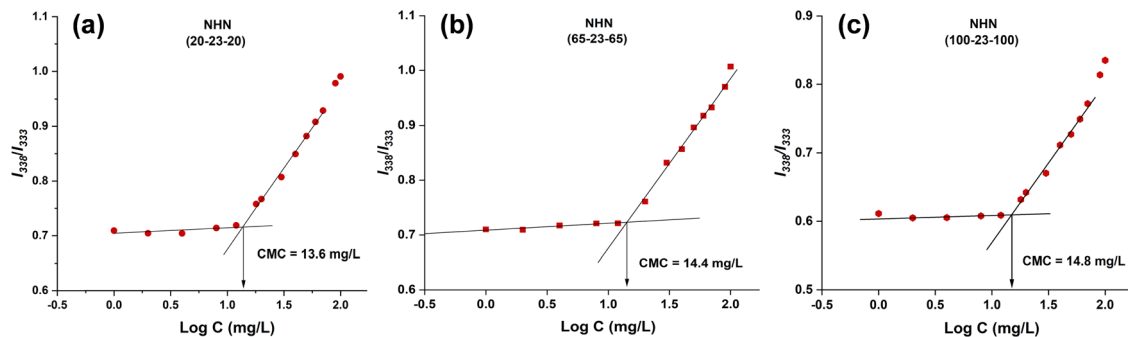 (a)
NHN
(20-23-20)
1.1
1.0
0.9
0.8
0.7
0.6
I338/I333
CMC = 13.6 mg/L
-0.5 0.0 0.5 1.0 1.5 2.0
Log C (mg/L)
(b)
NHN
(65-23-65)
1.1
1.0
0.9
0.8
0.7
0.6
I338/I333
CMC = 14.4 mg/L
-0.5 0.0 0.5 1.0 1.5 2.0
Log C (mg/L)
(c)
NHN
(100-23-100)
0.9
0.8
0.7
0.6
0.5
I338/I333
CMC = 14.8 mg/L
-0.5 0.0 0.5 1.0 1.5 2.0
Log C (mg/L)